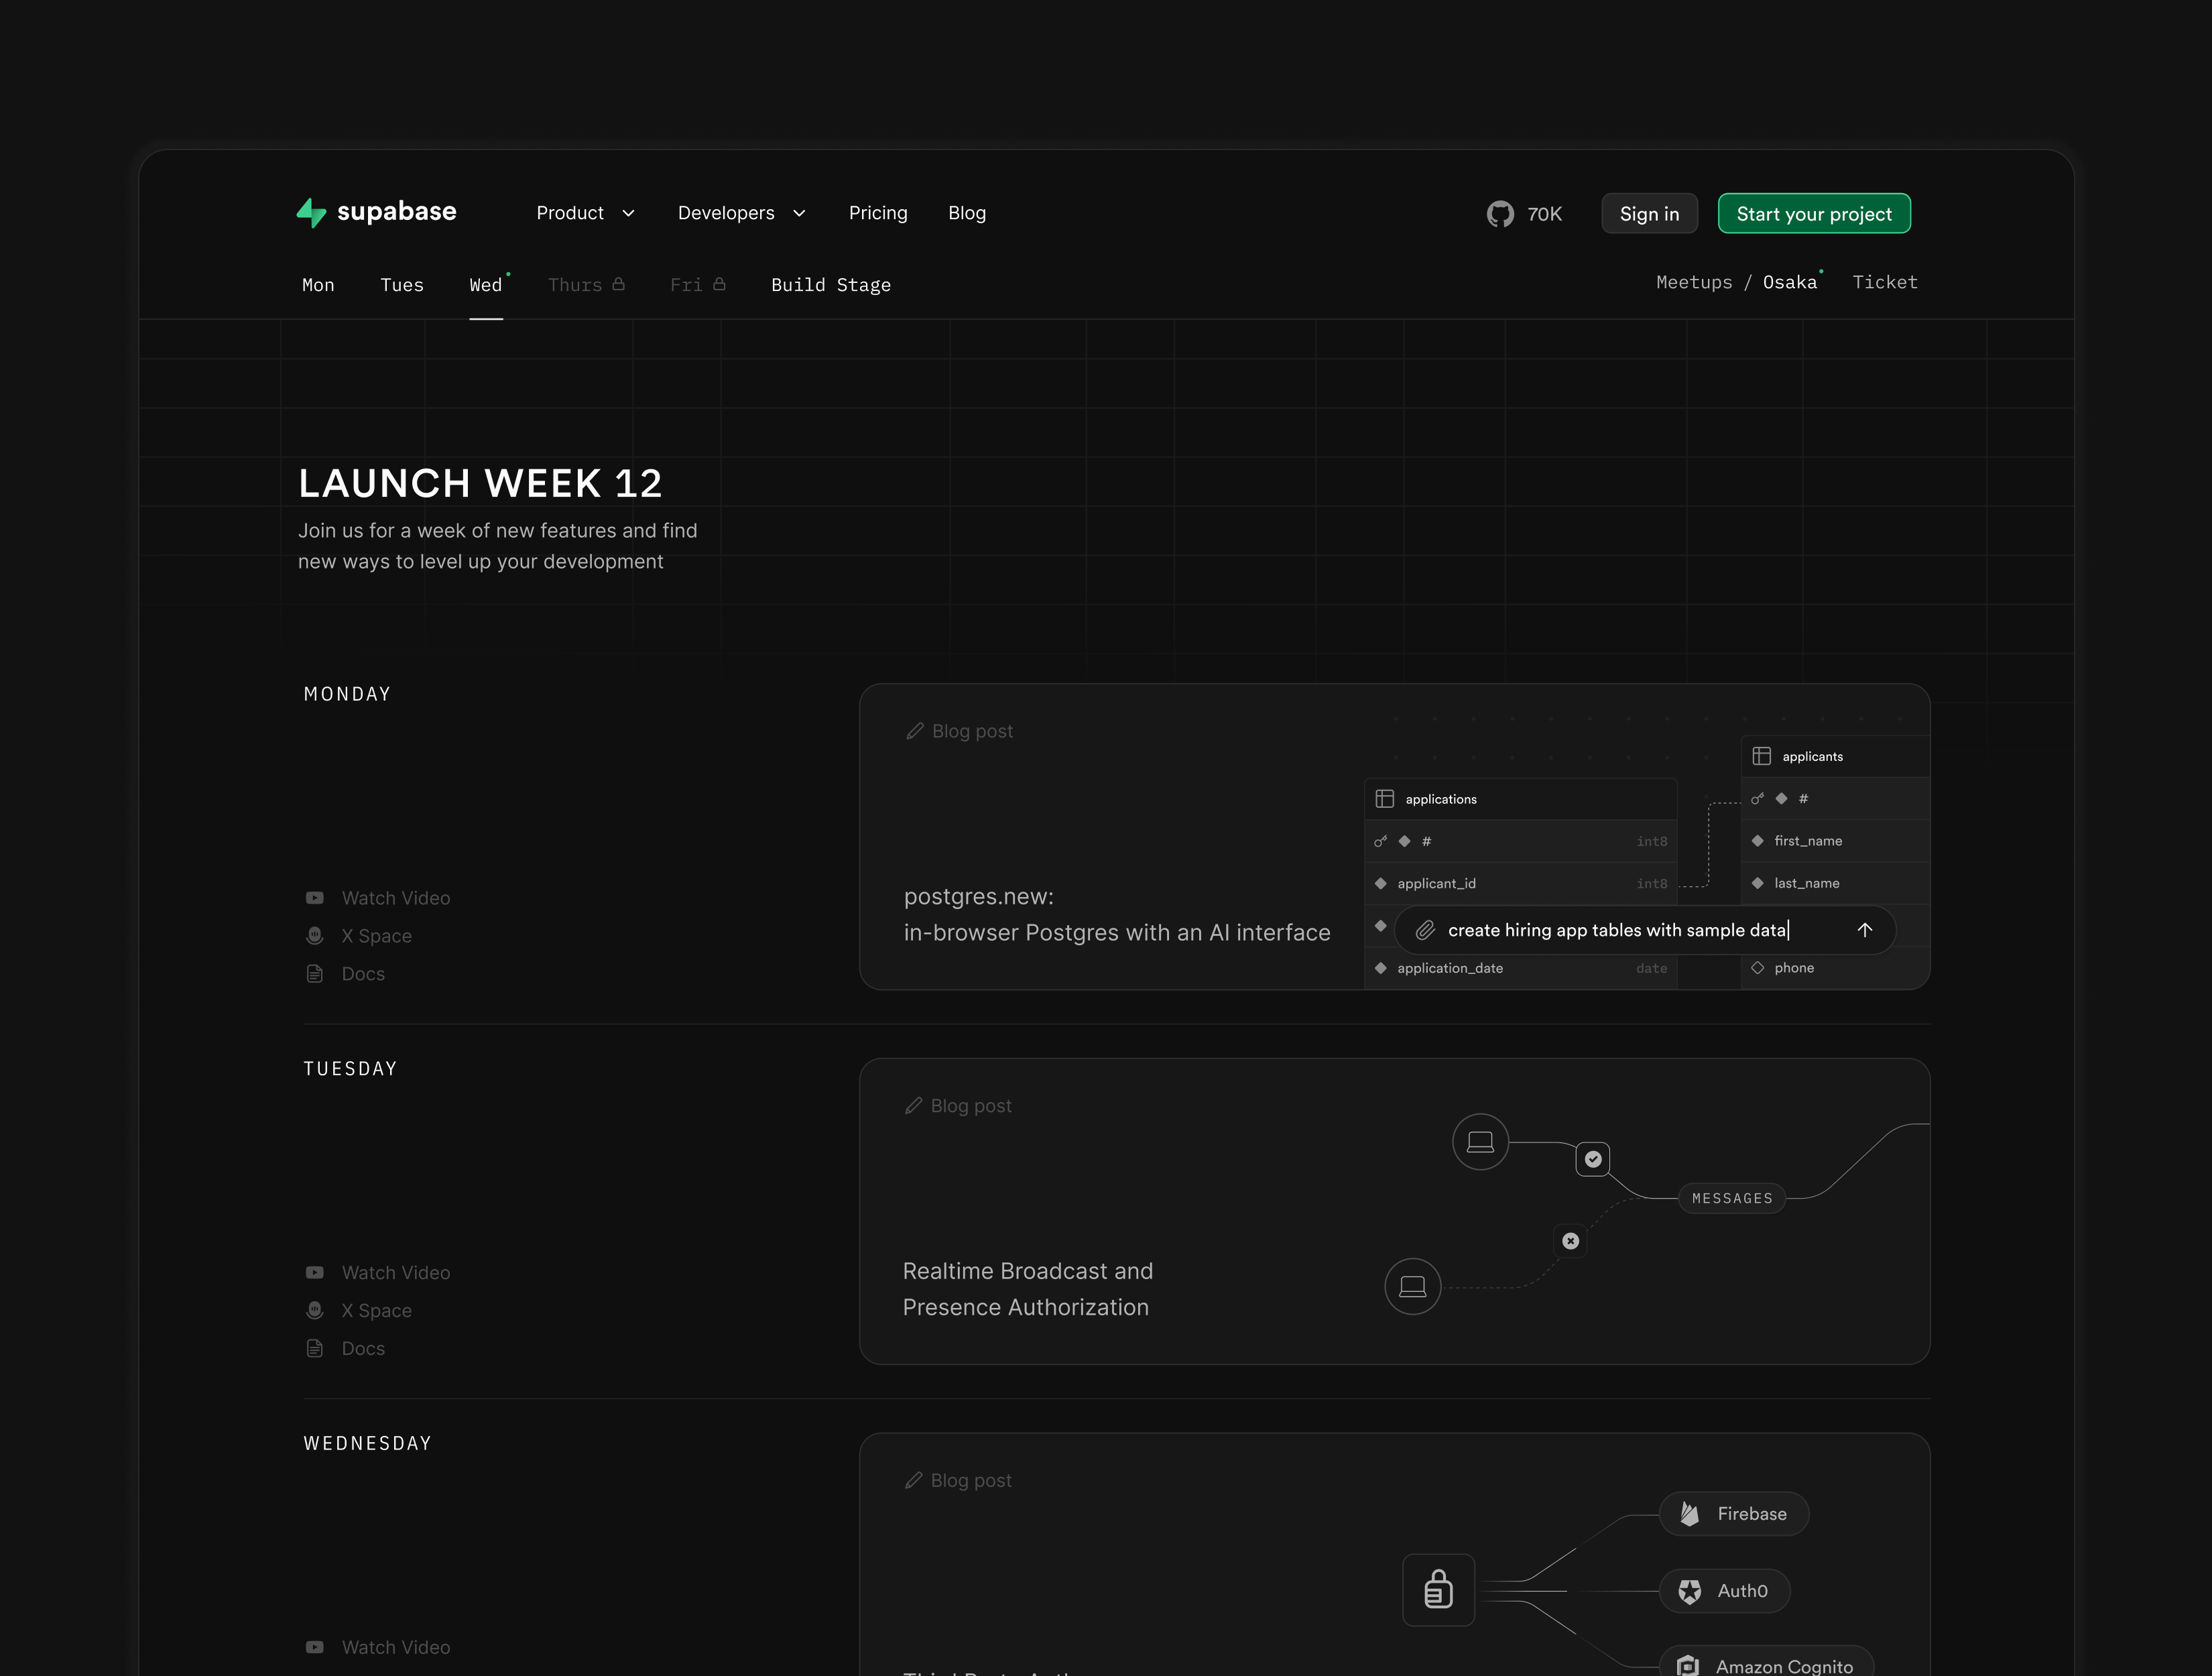 supabase Product Developers Pricing Blog 70K Sign in Start your project
Mon Tues Wed Thurs Fri Build Stage Meetups / Osaka Ticket
LAUNCH WEEK 12
Join us for a week of new features and find
new ways to level up your development
MONDAY
Watch Video
X Space
Docs
Blog post
postgres.new:
in-browser Postgres with an AI interface
applications
# int8
applicant_id int8
application_date date
applicants
#
first_name
last_name
phone
create hiring app tables with sample data
TUESDAY
Watch Video
X Space
Docs
Blog post
Realtime Broadcast and
Presence Authorization
MESSAGES
WEDNESDAY
Watch Video
Blog post
Firebase
Auth0
Amazon Cognito